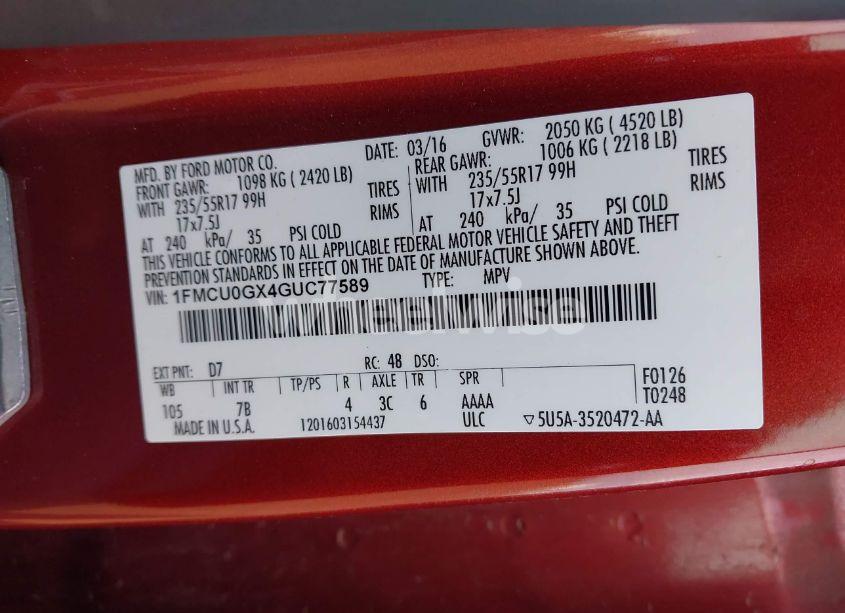 MFD. BY FORD MOTOR CO. DATE: 03/16 GVWR: 2050 KG ( 4520 LB)
FRONT GAWR: 1098 KG ( 2420 LB) REAR GAWR: 1006 KG ( 2218 LB)
WITH 235/55R17 99H TIRES WITH 235/55R17 99H TIRES
17x7.5J RIMS 17x7.5J RIMS
AT 240 kPa/ 35 PSI COLD AT 240 kPa/ 35 PSI COLD
THIS VEHICLE CONFORMS TO ALL APPLICABLE FEDERAL MOTOR VEHICLE SAFETY AND THEFT
PREVENTION STANDARDS IN EFFECT ON THE DATE OF MANUFACTURE SHOWN ABOVE.
VIN: 1FMCU0GX4GUC77589 TYPE: MPV
wheelwise
EXT PNT: D7 RC: 48 DSO:
WB INT TR TP/PS R AXLE TR SPR F0126
105 7B 4 3C 6 AAAA T0248
MADE IN U.S.A. 1201603154437 ULC ▽5U5A-3520472-AA